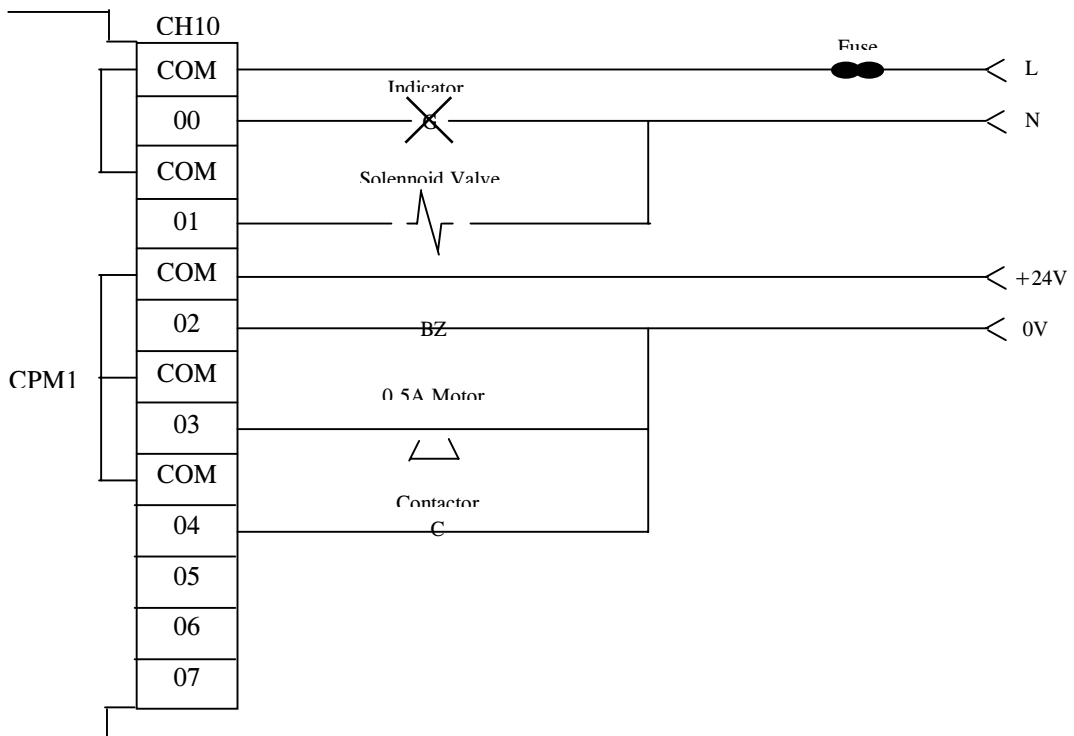 CH10
COM
Fuse
L
Indicator
00
G
N
COM
Solennoid Valve
01
COM
+24V
02
BZ
0V
CPM1
COM
0.5A Motor
03
COM
Contactor
04
C
05
06
07